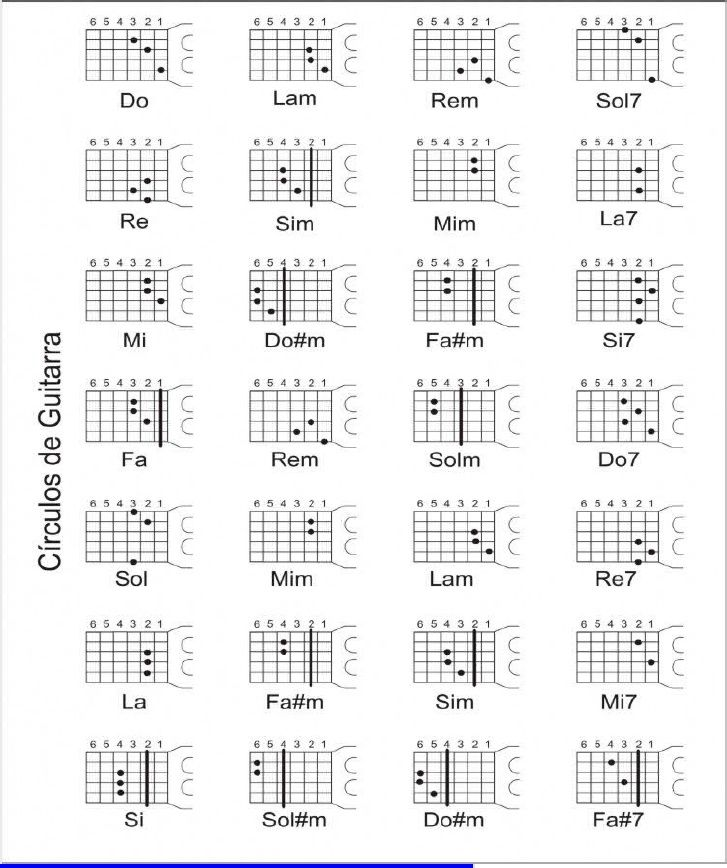 6 5 4 3 2 1 6 5 4 3 2 1 6 5 4 3 2 1 6 5 4 3 2 1
Do Lam Rem Sol7
6 5 4 3 2 1 6 5 4 3 2 1 6 5 4 3 2 1 6 5 4 3 2 1
Re Sim Mim La7
6 5 4 3 2 1 6 5 4 3 2 1 6 5 4 3 2 1 6 5 4 3 2 1
Mi Do#m Fa#m Si7
6 5 4 3 2 1 6 5 4 3 2 1 6 5 4 3 2 1 6 5 4 3 2 1
Fa Rem Solm Do7
6 5 4 3 2 1 6 5 4 3 2 1 6 5 4 3 2 1 6 5 4 3 2 1
Sol Mim Lam Re7
6 5 4 3 2 1 6 5 4 3 2 1 6 5 4 3 2 1 6 5 4 3 2 1
La Fa#m Sim Mi7
6 5 4 3 2 1 6 5 4 3 2 1 6 5 4 3 2 1 6 5 4 3 2 1
Si Sol#m Do#m Fa#7
Círculos de Guitarra